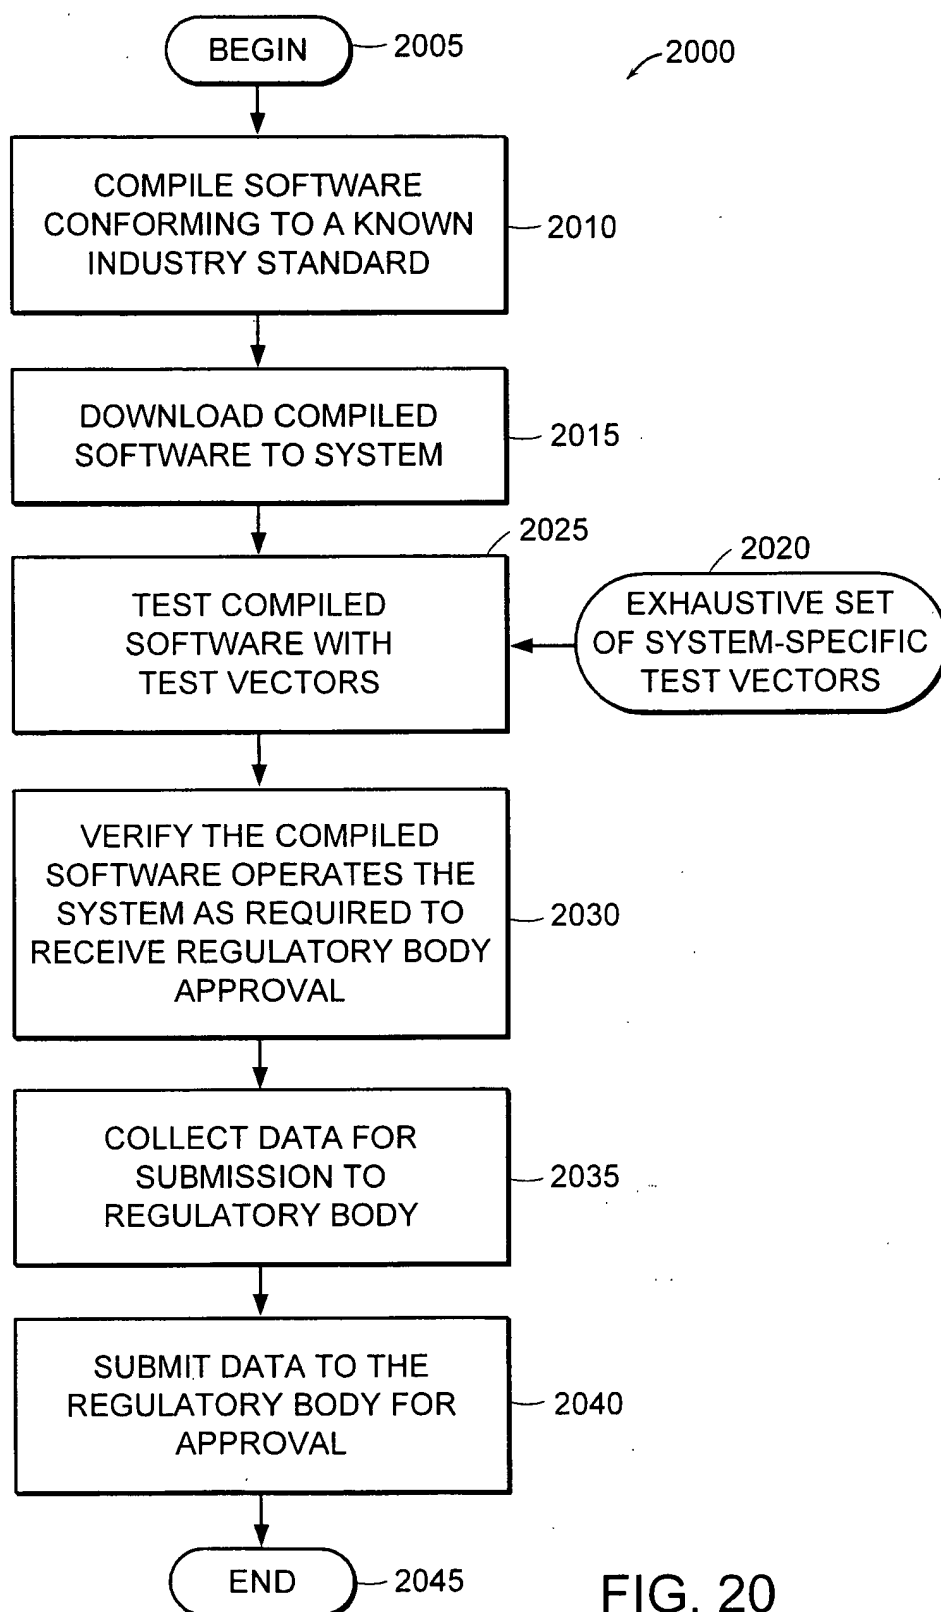 BEGIN
2005
2000
COMPILE SOFTWARE
CONFORMING TO A KNOWN
INDUSTRY STANDARD
2010
DOWNLOAD COMPILED
SOFTWARE TO SYSTEM
2015
2025
TEST COMPILED
SOFTWARE WITH
TEST VECTORS
2020
EXHAUSTIVE SET
OF SYSTEM-SPECIFIC
TEST VECTORS
VERIFY THE COMPILED
SOFTWARE OPERATES THE
SYSTEM AS REQUIRED TO
RECEIVE REGULATORY BODY
APPROVAL
2030
COLLECT DATA FOR
SUBMISSION TO
REGULATORY BODY
2035
SUBMIT DATA TO THE
REGULATORY BODY FOR
APPROVAL
2040
END
2045
FIG. 20